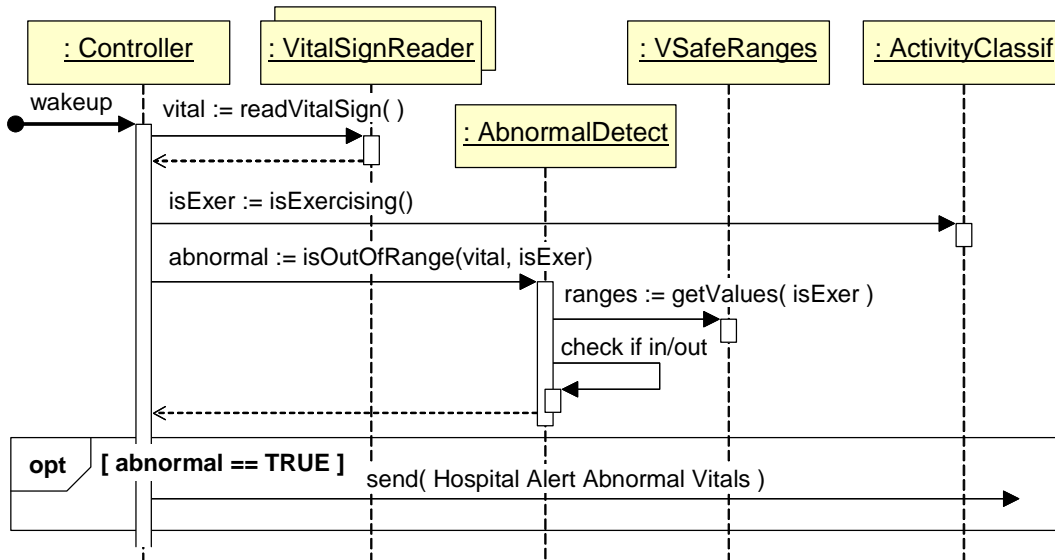 : Controller
: VitalSignReader
: VSafeRanges
: ActivityClassif
wakeup
vital := readVitalSign( )
: AbnormalDetect
isExer := isExercising()
abnormal := isOutOfRange(vital, isExer)
ranges := getValues( isExer )
check if in/out
opt
[ abnormal == TRUE ]
send( Hospital Alert Abnormal Vitals )